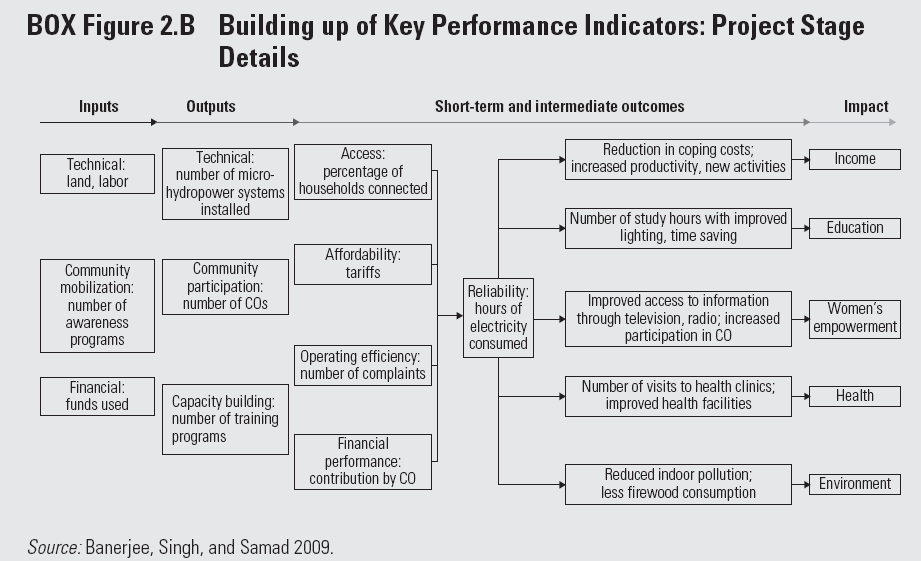 BOX Figure 2.B Building up of Key Performance Indicators: Project Stage
Details
Inputs
Outputs
Short-term and intermediate outcomes
Impact
Technical:
land, labor
Community
mobilization:
number of
awareness
programs
Financial:
funds used
Technical:
number of micro-
hydropower systems
installed
Community
participation:
number of COs
Capacity building:
number of training
programs
Access:
percentage of
households connected
Affordability:
tariffs
Operating efficiency:
number of complaints
Financial
performance:
contribution by CO
Reliability:
hours of
electricity
consumed
Reduction in coping costs;
increased productivity, new activities
Income
Number of study hours with improved
lighting, time saving
Education
Improved access to information
through television, radio; increased
participation in CO
Women's
empowerment
Number of visits to health clinics;
improved health facilities
Health
Reduced indoor pollution;
less firewood consumption
Environment
Source: Banerjee, Singh, and Samad 2009.